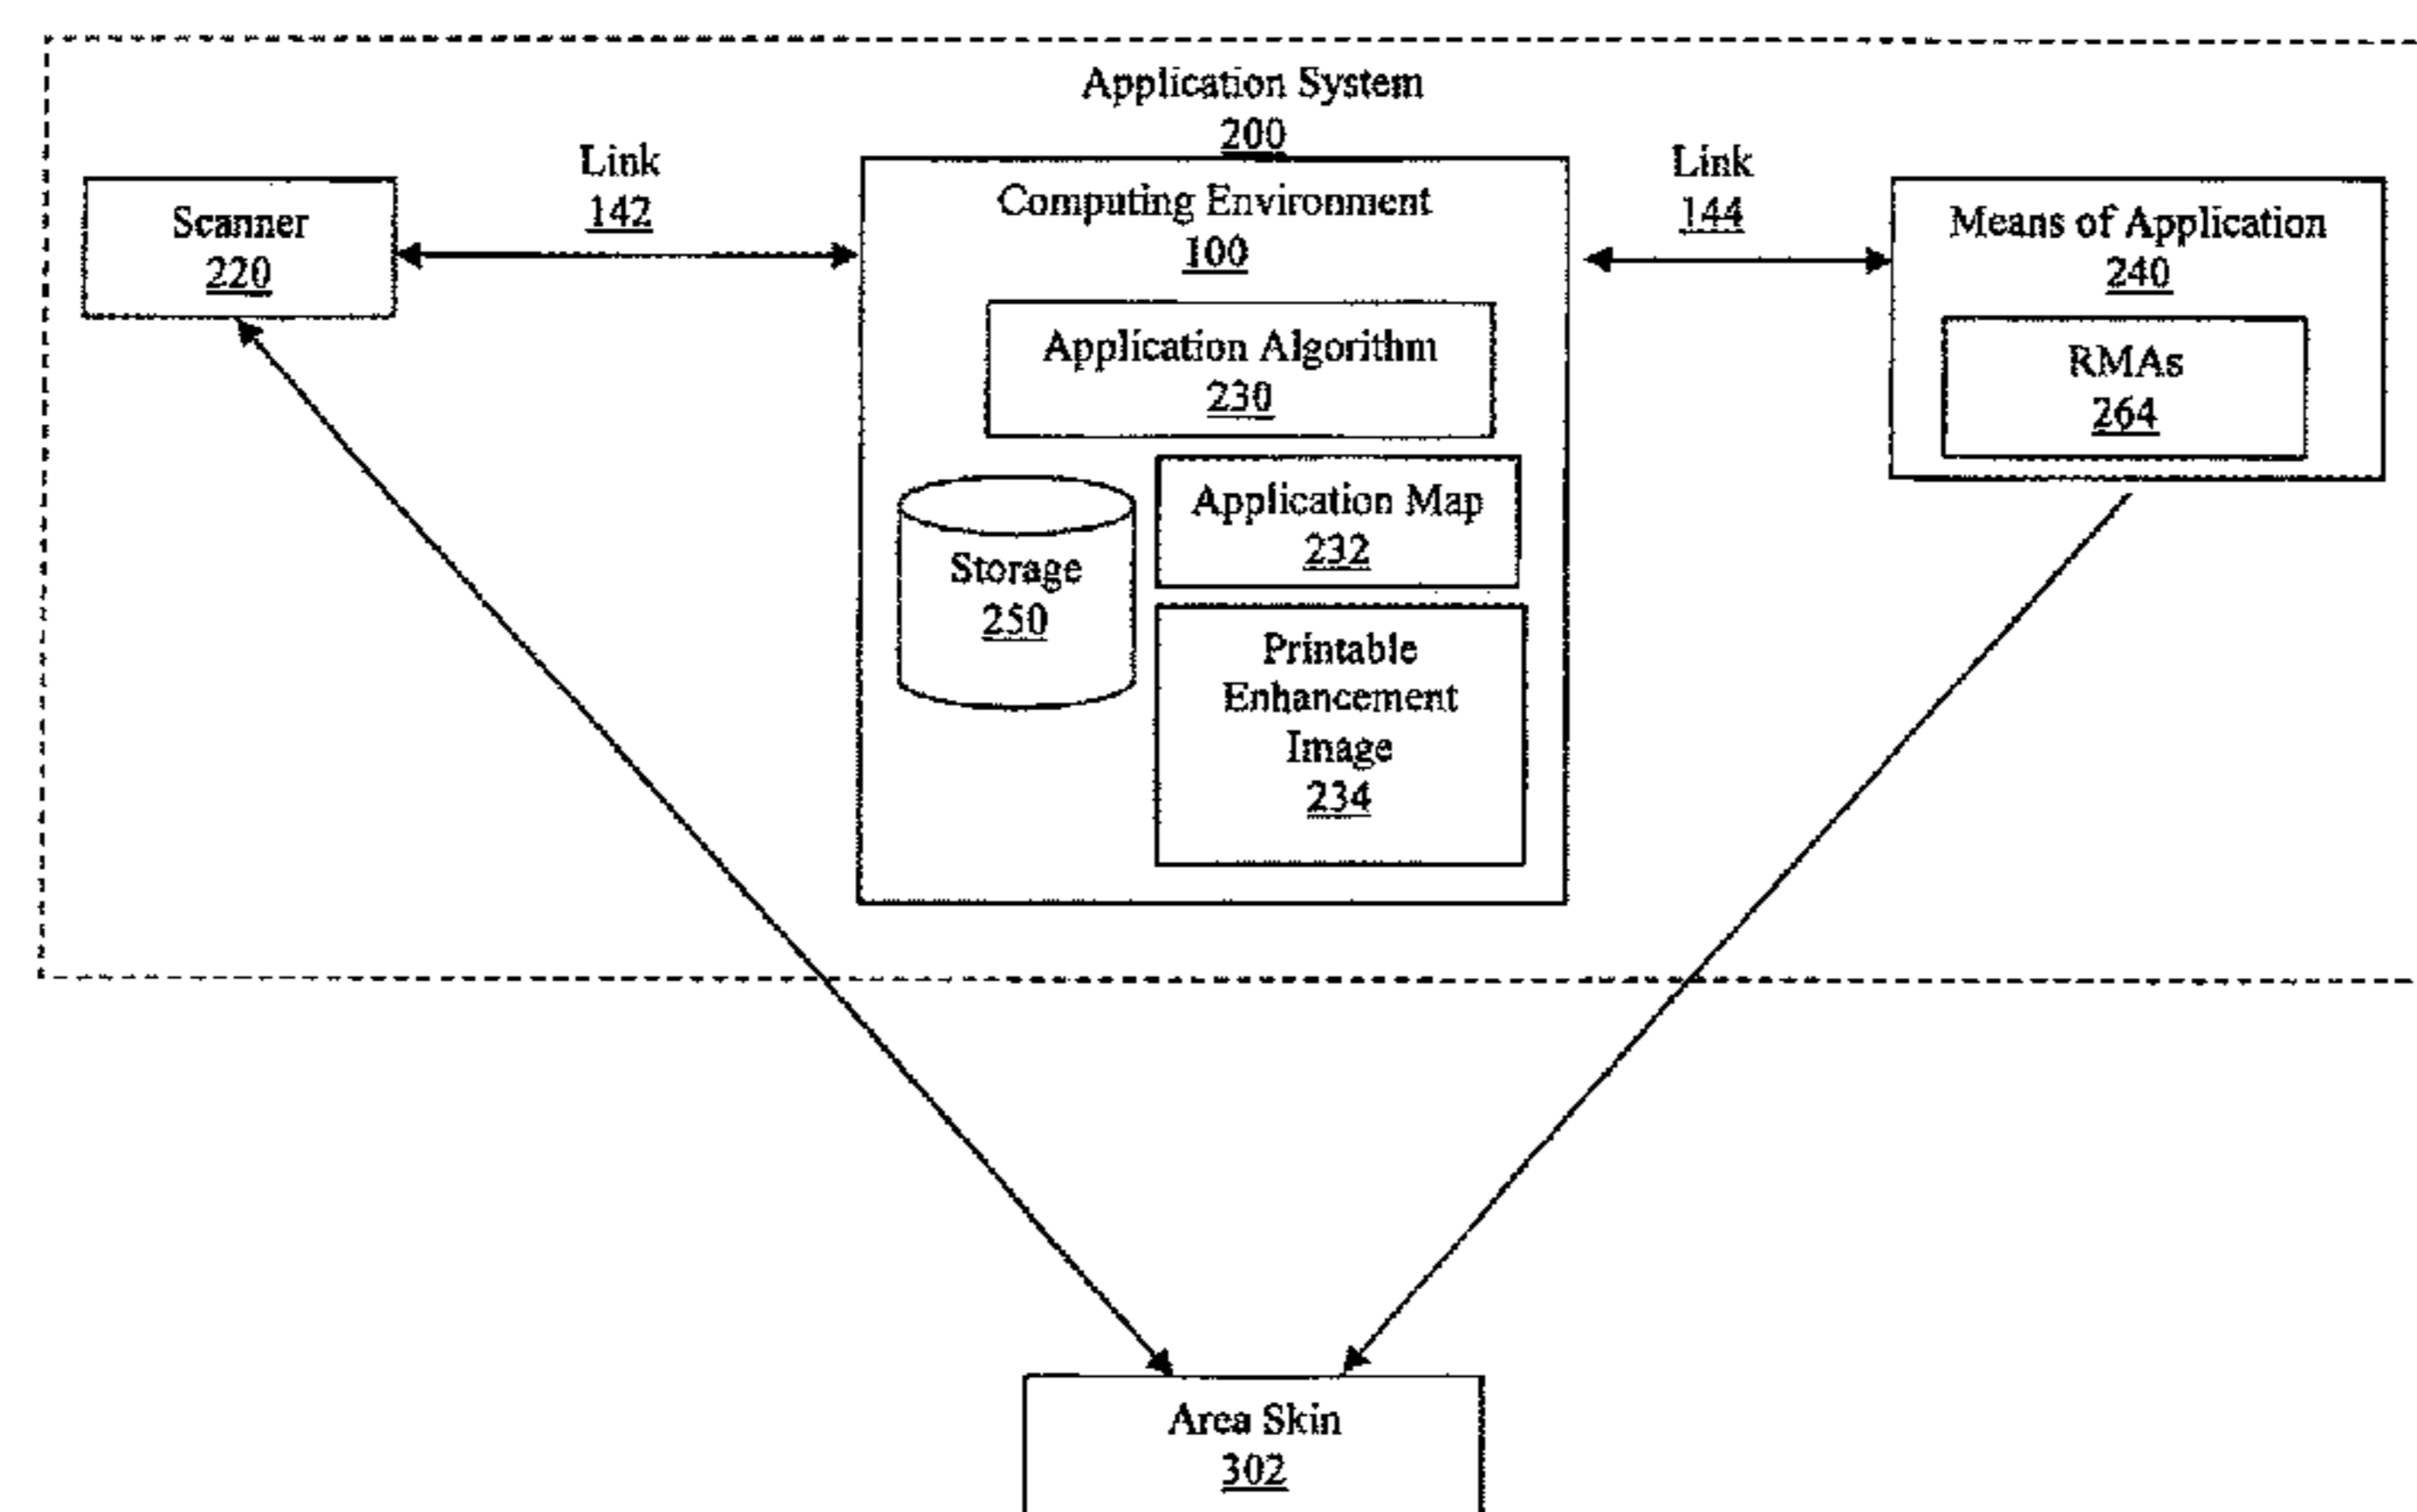 Application System
200
Link
142
Link
144
Scanner
220
Computing Environment
100
Means of Application
240
Application Algorithm
230
RMAs
264
Application Map
232
Storage
250
Printable
Enhancement
Image
234
Area Skin
302